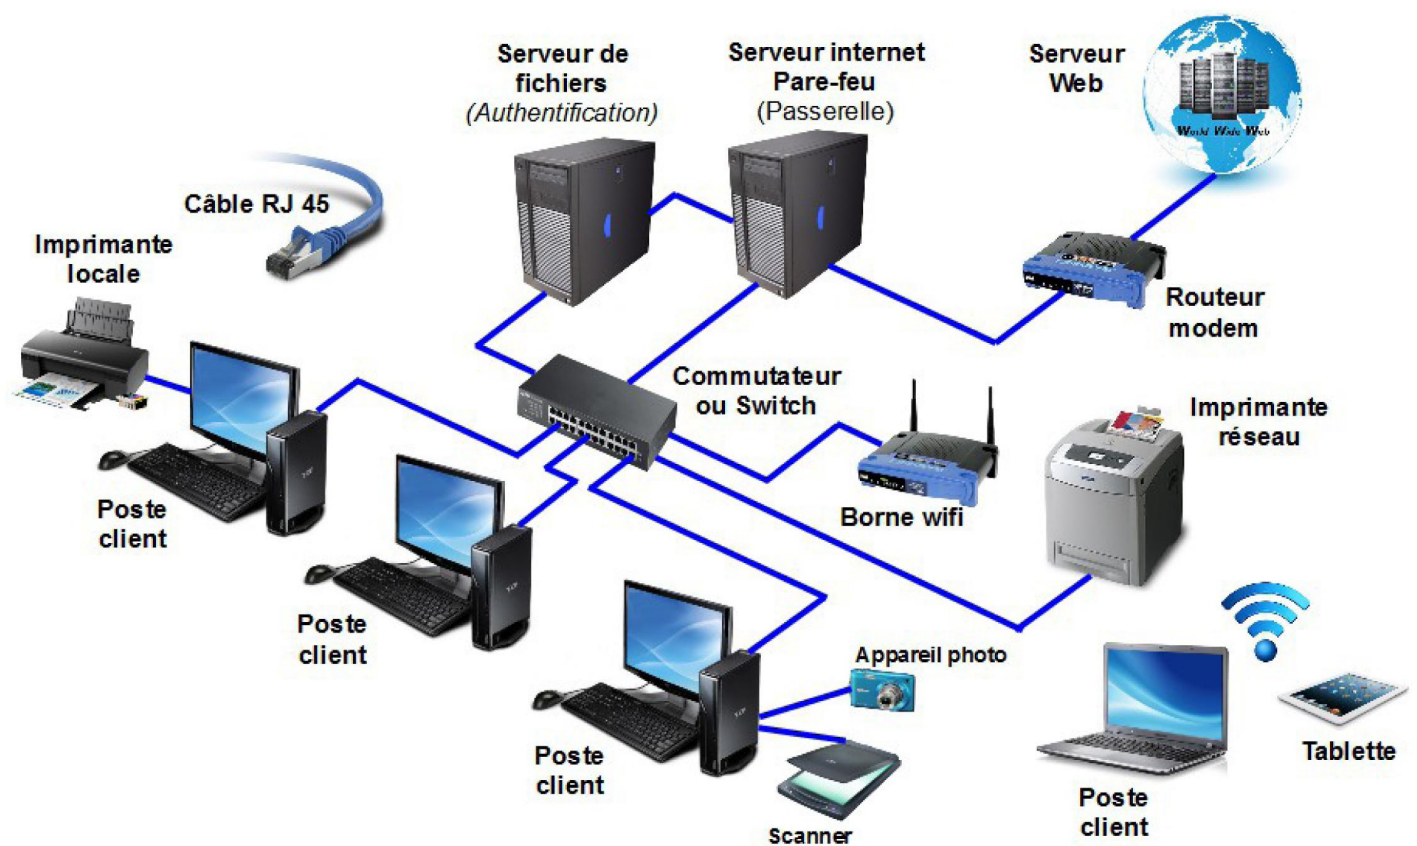 Serveur de
fichiers
(Authentification)
Serveur internet
Pare-feu
(Passerelle)
Serveur
Web
World Wide Web
Câble RJ 45
Imprimante
locale
Routeur
modem
Commutateur
ou Switch
Imprimante
réseau
Borne wifi
Poste
client
Poste
client
Poste
client
Appareil photo
Scanner
Poste
client
Tablette